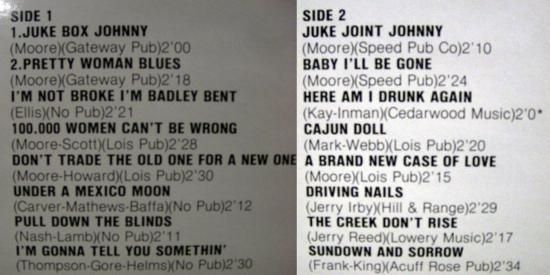 SIDE 1
1.JUKE BOX JOHNNY
(Moore)(Gateway Pub)2'00
2.PRETTY WOMAN BLUES
(Moore)(Gateway Pub)2'18
I'M NOT BROKE I'M BADLEY BENT
(Ellis)(No Pub)2'21
100.000 WOMEN CAN'T BE WRONG
(Moore-Scott)(Lois Pub)2'28
DON'T TRADE THE OLD ONE FOR A NEW ONE
(Moore-Howard)(Lois Pub)2'30
UNDER A MEXICO MOON
(Carver-Mathews-Baffa)(No Pub)2'12
PULL DOWN THE BLINDS
(Nash-Lamb)(No Pub)2'11
I'M GONNA TELL YOU SOMETHIN'
(Thompson-Gore-Helms)(No Pub)2'30
SIDE 2
JUKE JOINT JOHNNY
(Moore)(Speed Pub Co)2'10
BABY I'LL BE GONE
(Moore)(Speed Pub)2'24
HERE AM I DRUNK AGAIN
(Kay-Inman)(Cedarwood Music)2'0*
CAJUN DOLL
(Mark-Webb)(Lois Pub)2'20
A BRAND NEW CASE OF LOVE
(Moore)(Lois Pub)2'15
DRIVING NAILS
(Jerry Irby)(Hill & Range)2'29
THE CREEK DON'T RISE
(Jerry Reed)(Lowery Music)2'17
SUNDOWN AND SORROW
(Frank-King)(Acuff Rose Pub)2'34